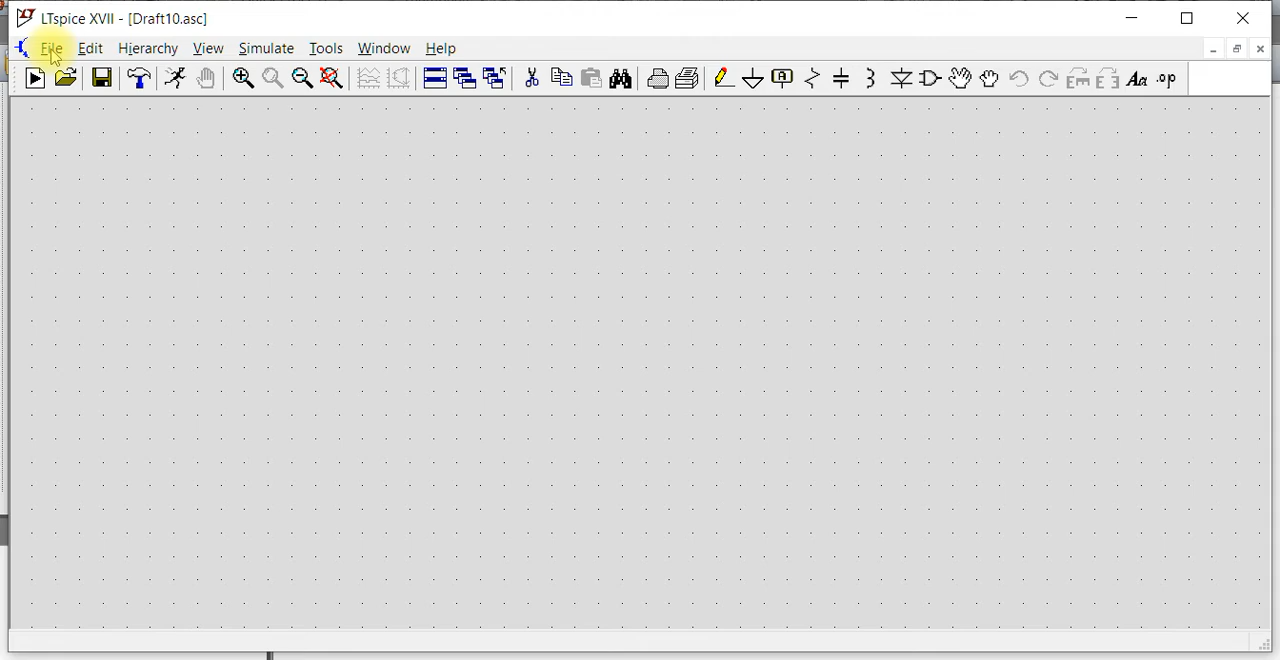 LTspice XVII - [Draft10.asc]
File Edit Hierarchy View Simulate Tools Window Help
A Aa .op